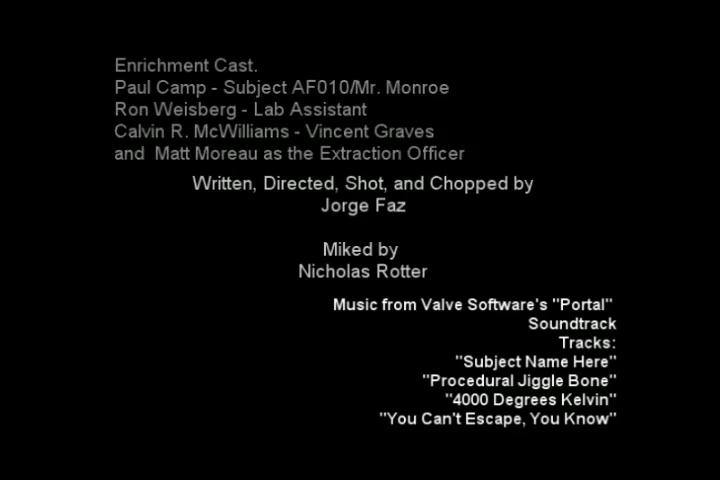 Enrichment Cast.
Paul Camp - Subject AF010/Mr. Monroe
Ron Weisberg - Lab Assistant
Calvin R. McWilliams - Vincent Graves
and  Matt Moreau as the Extraction Officer
Written, Directed, Shot, and Chopped by
Jorge Faz
Miked by
Nicholas Rotter
Music from Valve Software's "Portal"
Soundtrack
Tracks:
"Subject Name Here"
"Procedural Jiggle Bone"
"4000 Degrees Kelvin"
"You Can't Escape, You Know"